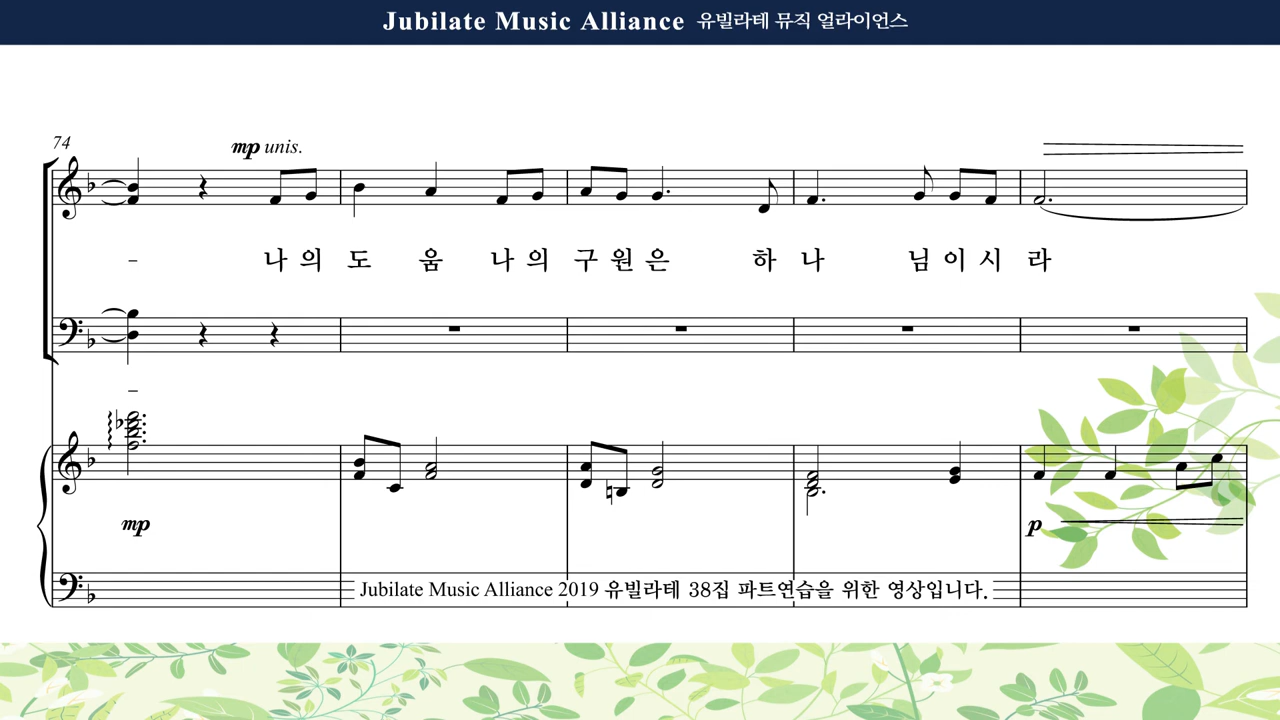 Jubilate Music Alliance 유빌라테 뮤직 얼라이언스
74
mp unis.
- 나의 도 움 나의 구원은 하 나 님이시 라
-
mp
p
Jubilate Music Alliance 2019 유빌라테 38집 파트연습을 위한 영상입니다.